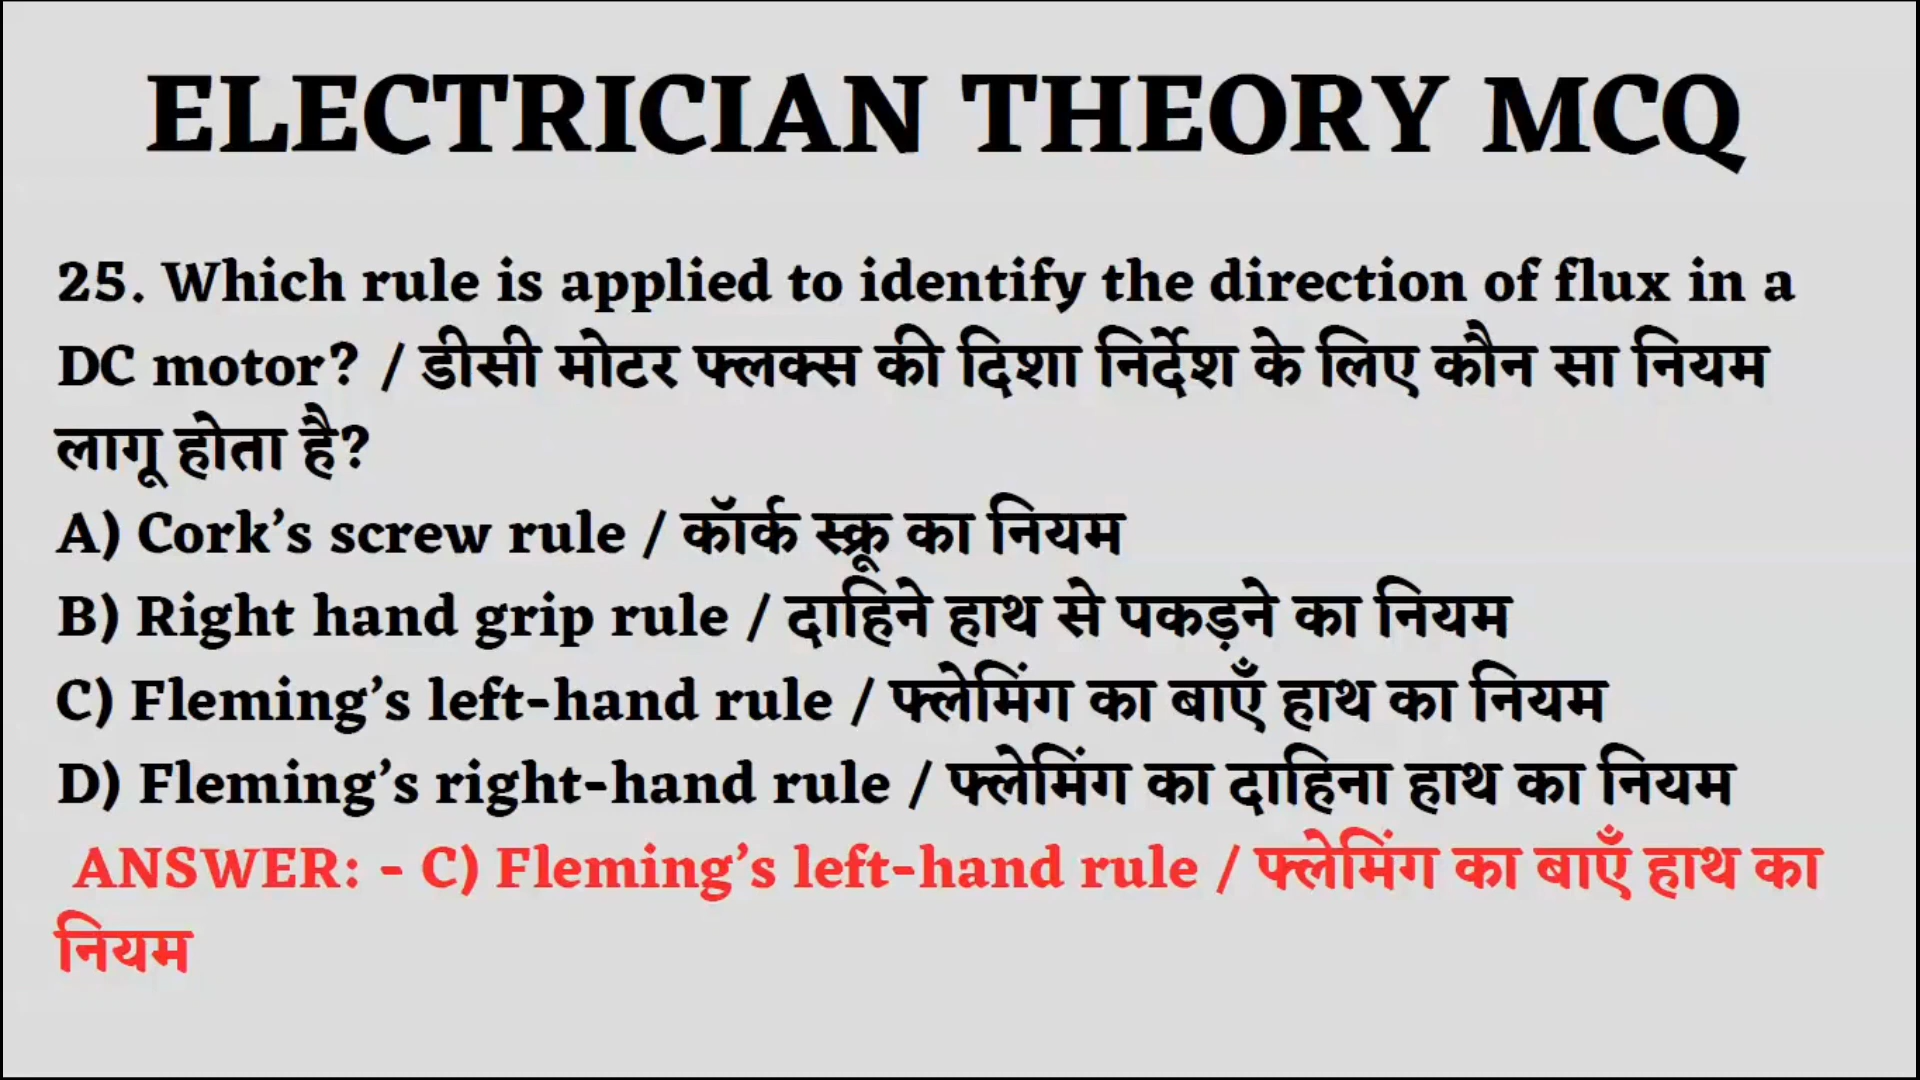 ELECTRICIAN THEORY MCQ
25. Which rule is applied to identify the direction of flux in a
DC motor? / डीसी मोटर फ्लक्स की दिशा निर्देश के लिए कौन सा नियम
लागू होता है?
A) Cork’s screw rule / कॉर्क स्क्रू का नियम
B) Right hand grip rule / दाहिने हाथ से पकड़ने का नियम
C) Fleming’s left-hand rule / फ्लेमिंग का बाएँ हाथ का नियम
D) Fleming’s right-hand rule / फ्लेमिंग का दाहिना हाथ का नियम
ANSWER: - C) Fleming’s left-hand rule / फ्लेमिंग का बाएँ हाथ का
नियम